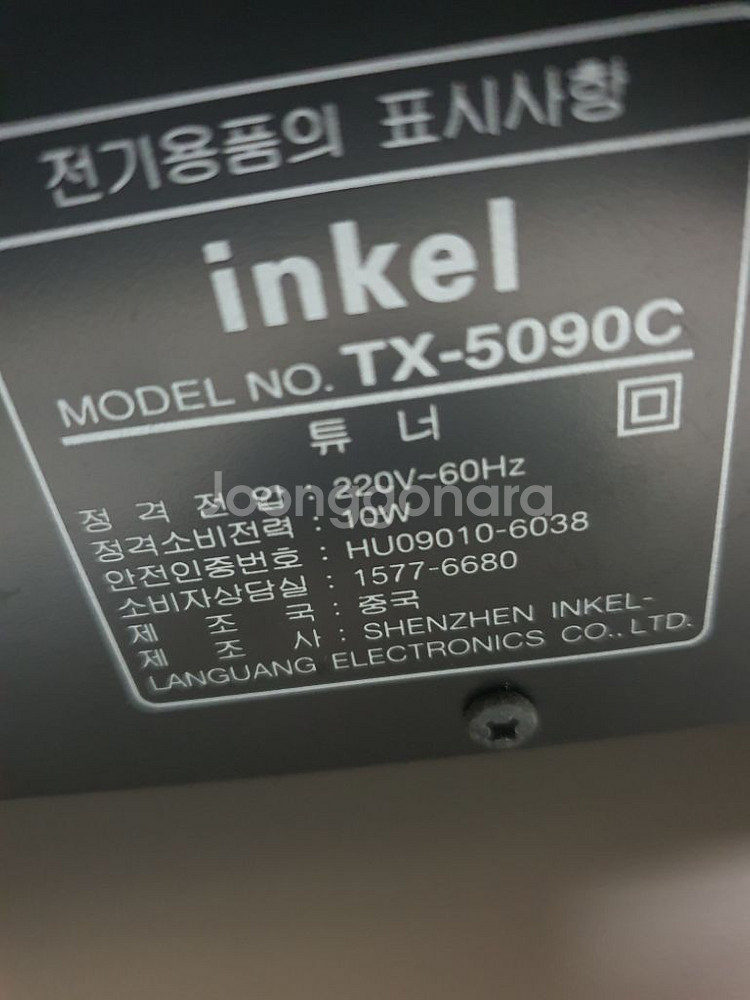 전기용품의 표시사항
inkel
MODEL NO. TX-5090C
튜 너
정 격 전 압 : 220V~60Hz
정격소비전력 : 10W
안전인증번호 : HU09010-6038
소비자상담실 : 1577-6680
제 조 국 : 중국
제 조 사 : SHENZHEN INKEL-
LANGUANG ELECTRONICS CO., LTD.